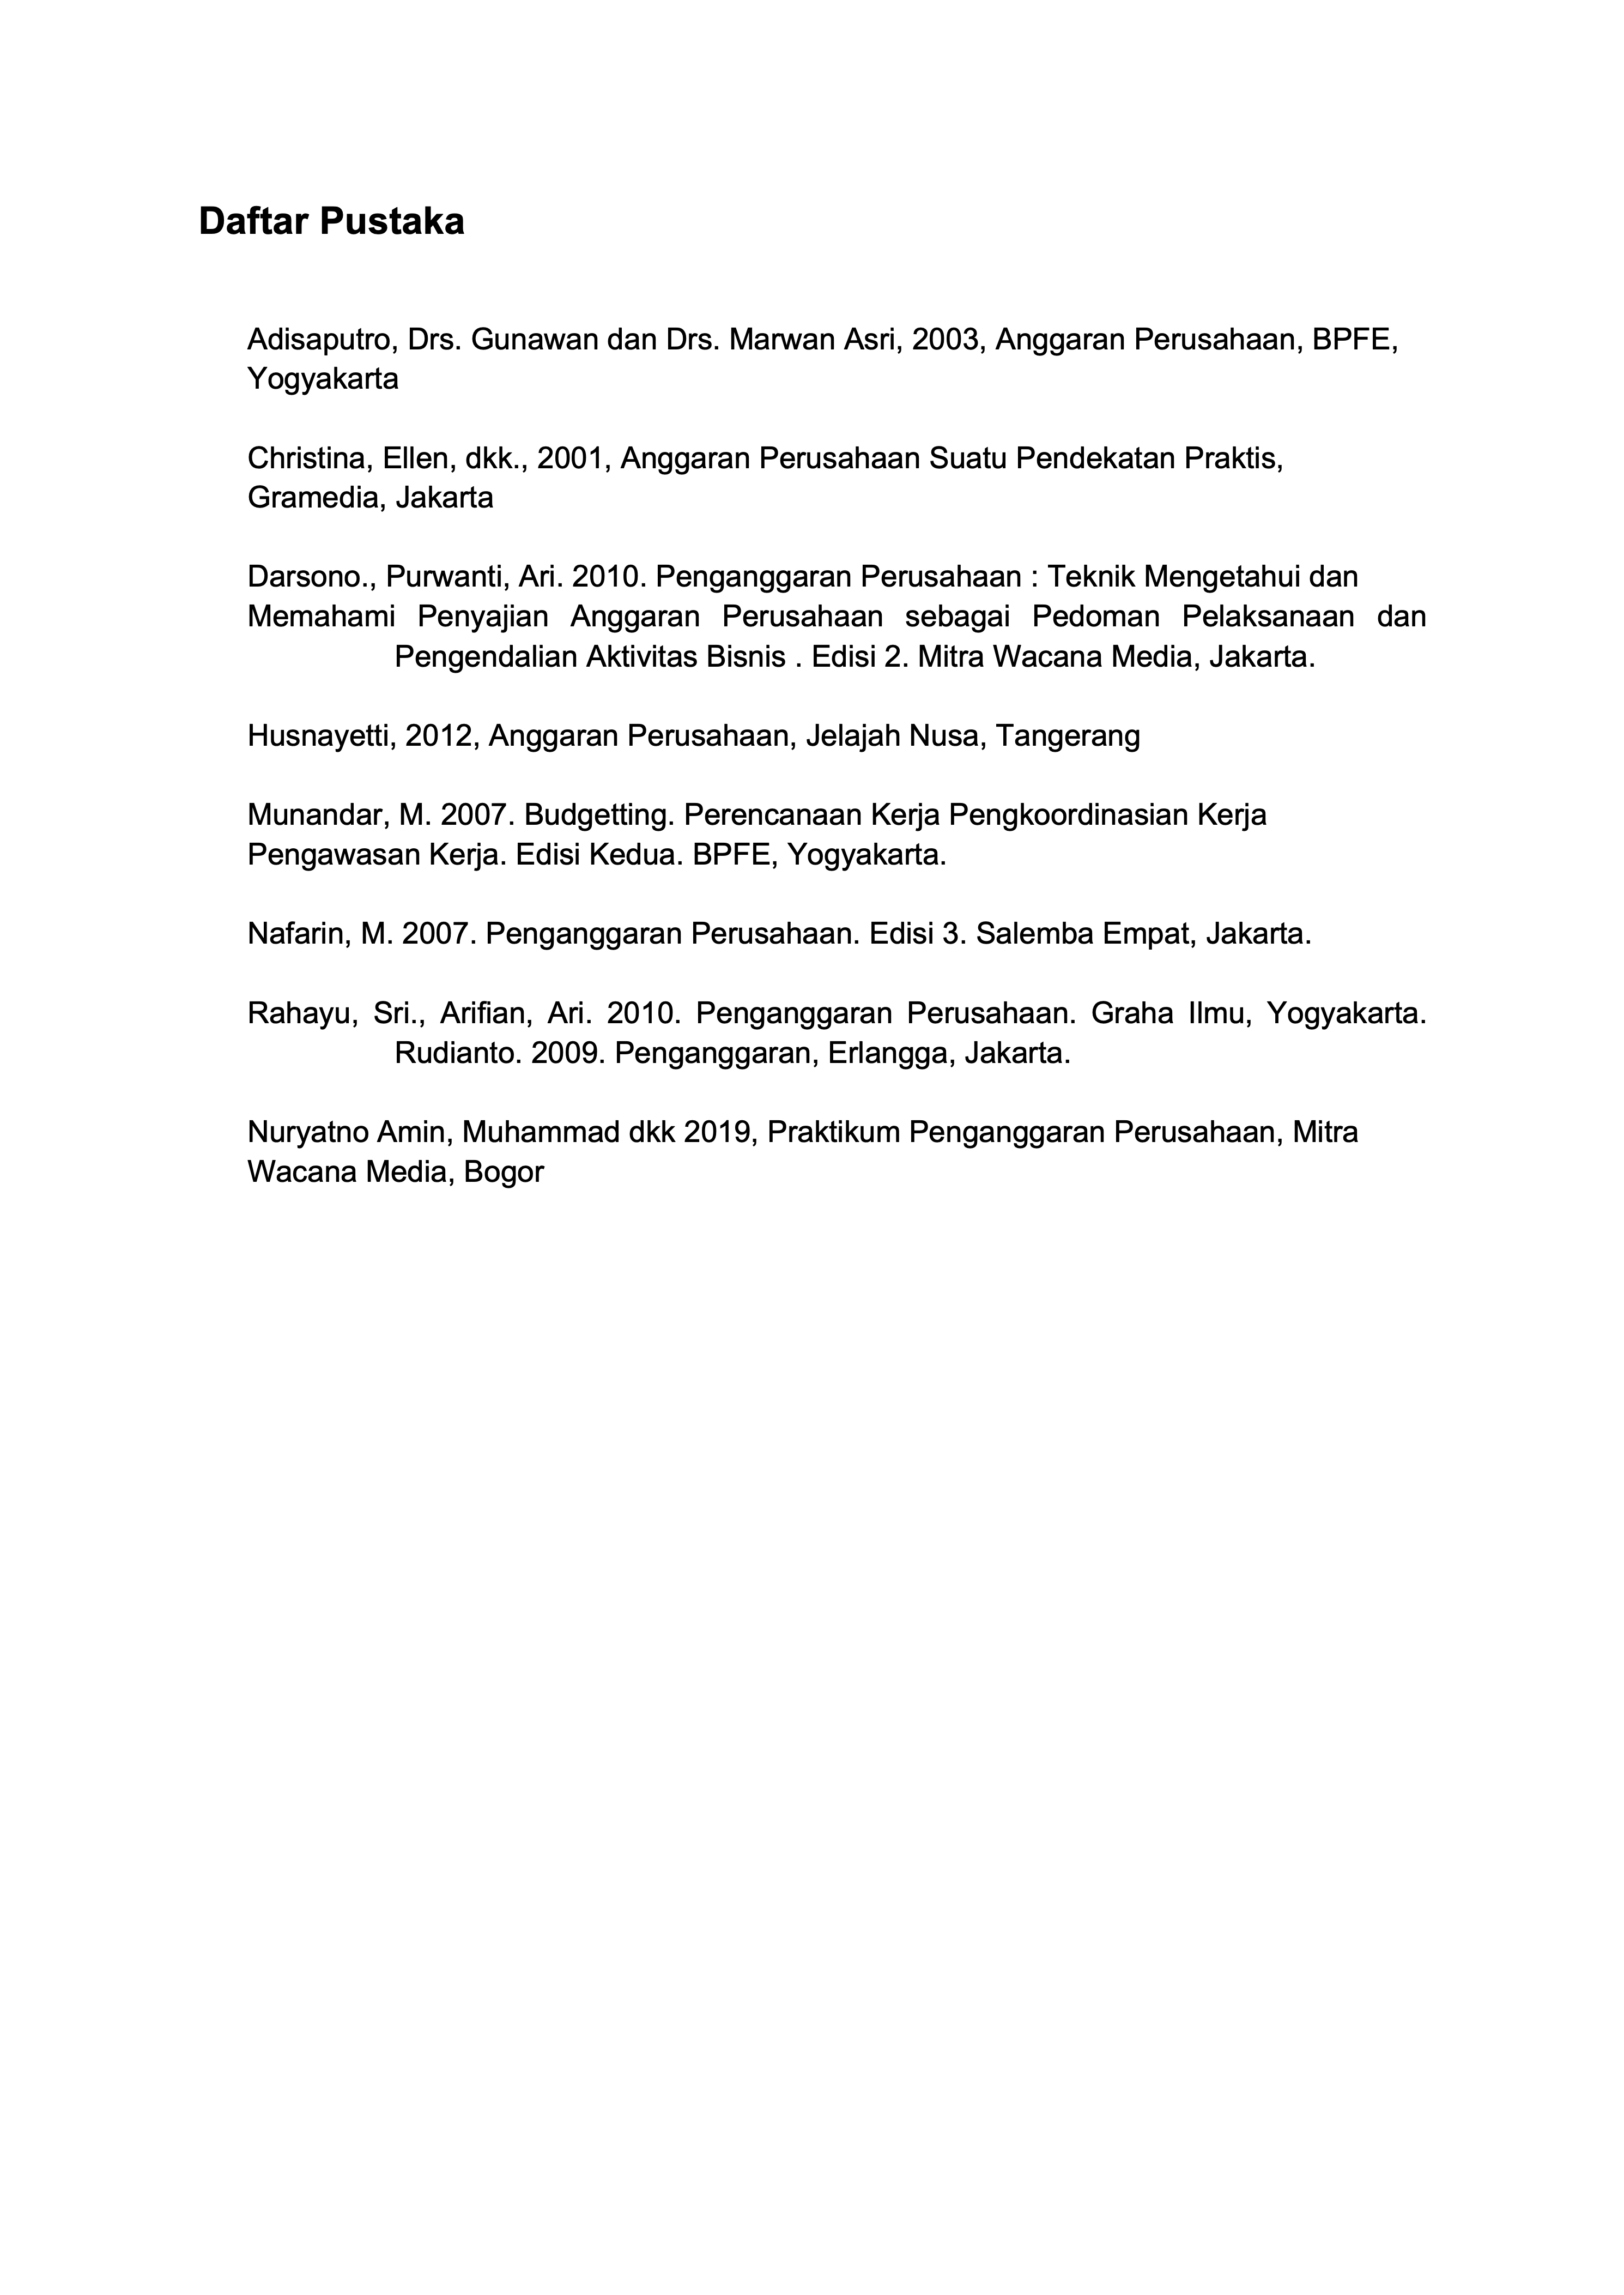 Daftar Pustaka
Adisaputro, Drs. Gunawan dan Drs. Marwan Asri, 2003, Anggaran Perusahaan, BPFE,
Yogyakarta
Christina, Ellen, dkk., 2001, Anggaran Perusahaan Suatu Pendekatan Praktis,
Gramedia, Jakarta
Darsono., Purwanti, Ari. 2010. Penganggaran Perusahaan : Teknik Mengetahui dan
Memahami Penyajian Anggaran Perusahaan sebagai Pedoman Pelaksanaan dan
Pengendalian Aktivitas Bisnis . Edisi 2. Mitra Wacana Media, Jakarta.
Husnayetti, 2012, Anggaran Perusahaan, Jelajah Nusa, Tangerang
Munandar, M. 2007. Budgetting. Perencanaan Kerja Pengkoordinasian Kerja
Pengawasan Kerja. Edisi Kedua. BPFE, Yogyakarta.
Nafarin, M. 2007. Penganggaran Perusahaan. Edisi 3. Salemba Empat, Jakarta.
Rahayu, Sri., Arifian, Ari. 2010. Penganggaran Perusahaan. Graha Ilmu, Yogyakarta.
Rudianto. 2009. Penganggaran, Erlangga, Jakarta.
Nuryatno Amin, Muhammad dkk 2019, Praktikum Penganggaran Perusahaan, Mitra
Wacana Media, Bogor